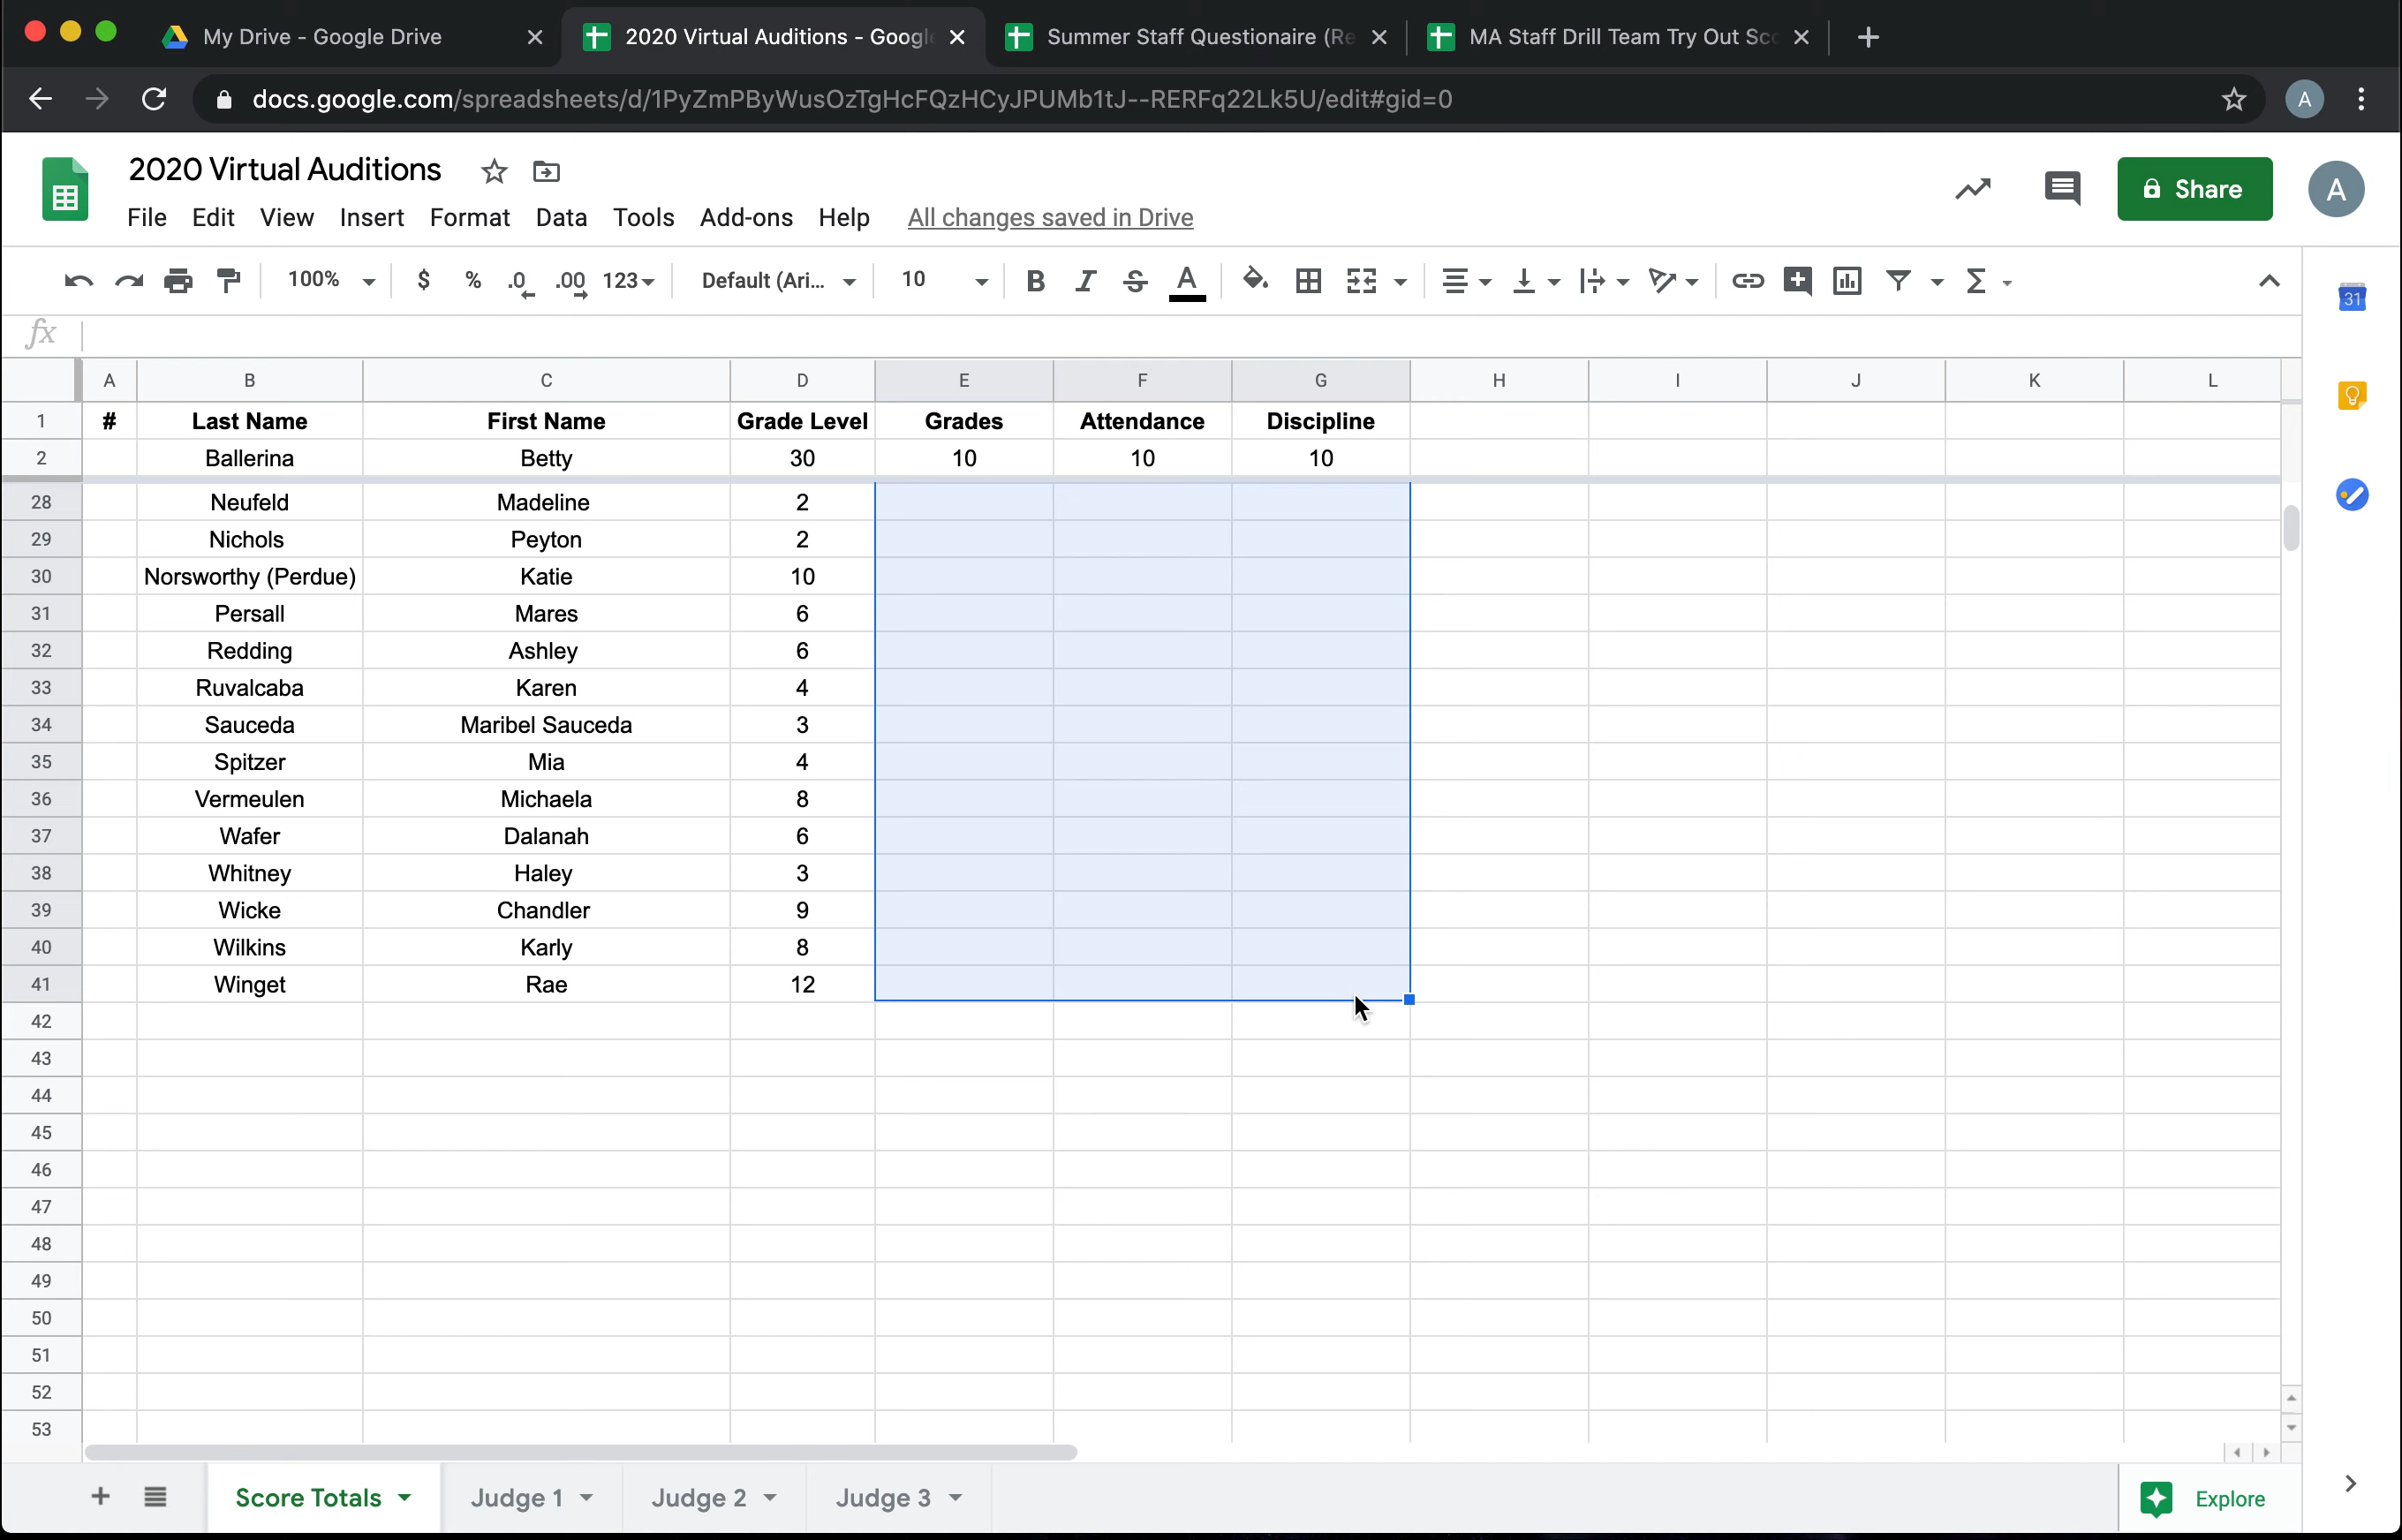 My Drive - Google Drive
2020 Virtual Auditions - Googl
Summer Staff Questionaire (Re
MA Staff Drill Team Try Out Sco
docs.google.com/spreadsheets/d/1PyZmPByWusOzTgHcFQzHCyJPUMb1tJ--RERFq22Lk5U/edit#gid=0
A
2020 Virtual Auditions
Share
A
File Edit View Insert Format Data Tools Add-ons Help All changes saved in Drive
100% $ % .0 .00 123 Default (Ari... 10 B I S A Σ
31
fx
A B C D E F G H I J K L
1 # Last Name First Name Grade Level Grades Attendance Discipline
2 Ballerina Betty 30 10 10 10
28 Neufeld Madeline 2
29 Nichols Peyton 2
30 Norsworthy (Perdue) Katie 10
31 Persall Mares 6
32 Redding Ashley 6
33 Ruvalcaba Karen 4
34 Sauceda Maribel Sauceda 3
35 Spitzer Mia 4
36 Vermeulen Michaela 8
37 Wafer Dalanah 6
38 Whitney Haley 3
39 Wicke Chandler 9
40 Wilkins Karly 8
41 Winget Rae 12
42
43
44
45
46
47
48
49
50
51
52
53
Score Totals Judge 1 Judge 2 Judge 3 Explore